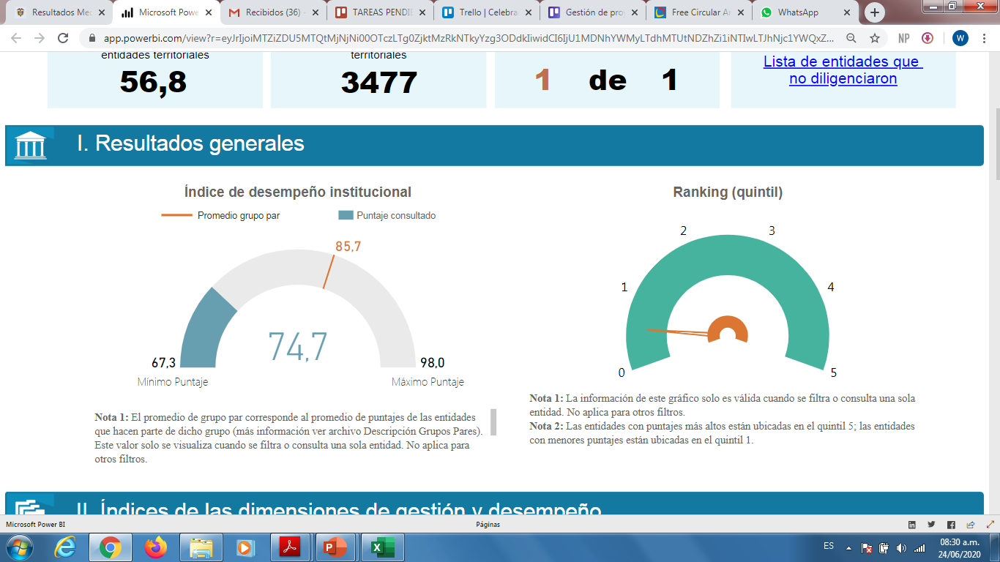 Resultados Med
Microsoft Powe
Recibidos (36) -
TAREAS PENDIE
Trello | Celebra
Gestión de proy
Free Circular Ar
WhatsApp
app.powerbi.com/view?r=eyJrIjoiMTZiZDU5MTQtMjNjNi00OTczLTg0ZjktMzRkNTkyYzg3ODdkIiwidCI6IjU1MDNhYWMyLTdhMTUtNDZhZi1iNTIwLTJhNjc1YWQxZ...
NP
W
entidades territoriales
56,8
territoriales
3477
1 de 1
Lista de entidades que
no diligenciaron
I. Resultados generales
Índice de desempeño institucional
Promedio grupo par
Puntaje consultado
85,7
74,7
67,3
Mínimo Puntaje
98,0
Máximo Puntaje
Nota 1: El promedio de grupo par corresponde al promedio de puntajes de las entidades
que hacen parte de dicho grupo (más información ver archivo Descripción Grupos Pares).
Este valor solo se visualiza cuando se filtra o consulta una sola entidad. No aplica para
otros filtros.
Ranking (quintil)
0
1
2
3
4
5
Nota 1: La información de este gráfico solo es válida cuando se filtra o consulta una sola
entidad. No aplica para otros filtros.
Nota 2: Las entidades con puntajes más altos están ubicadas en el quintil 5; las entidades
con menores puntajes están ubicadas en el quintil 1.
II. Índices de las dimensiones de gestión y desempeño
Microsoft Power BI
Páginas
ES
08:30 a.m.
24/06/2020